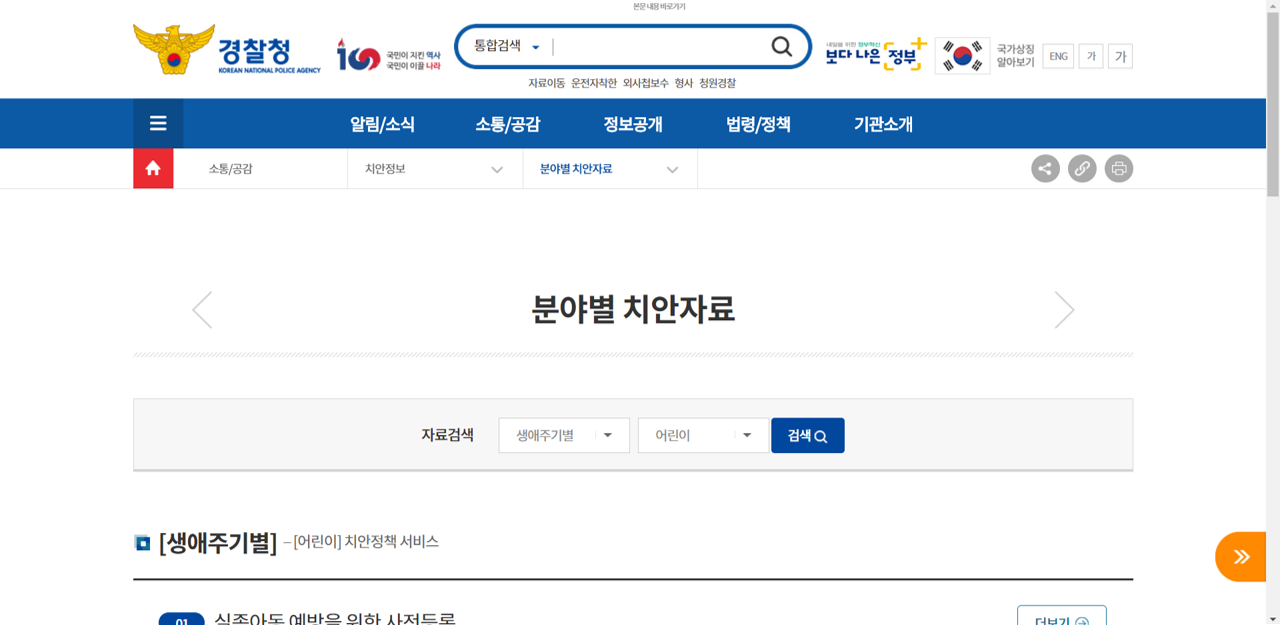 본문 내용 바로가기
경찰청
KOREAN NATIONAL POLICE AGENCY
국민이 지킨 역사
국민이 이끌 나라
통합검색
자료이동 운전자착한 외사첩보수 형사 청원경찰
내일을 위한 정부혁신
보다 나은 정부
국가상징
알아보기
ENG
가
가
알림/소식
소통/공감
정보공개
법령/정책
기관소개
소통/공감
치안정보
분야별 치안자료
분야별 치안자료
자료검색
생애주기별
어린이
검색
[생애주기별] – [어린이] 치안정책 서비스
01
실종아동 예방을 위한 사전등록
더보기